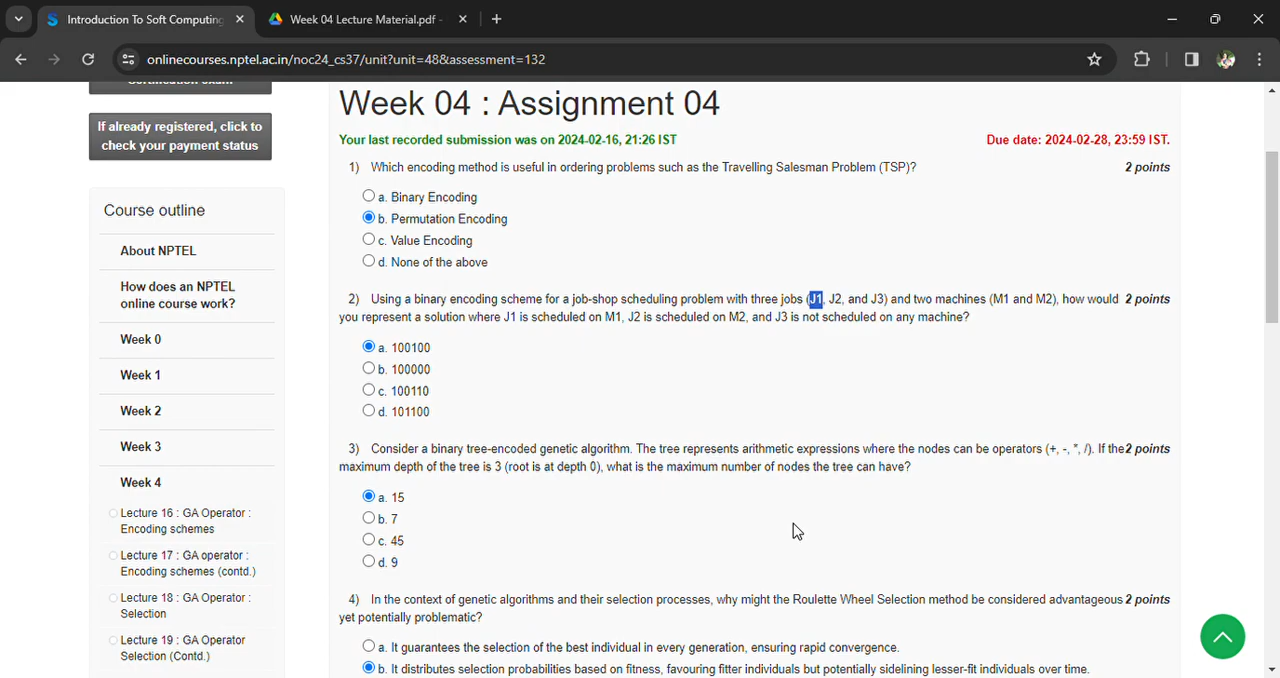 Introduction To Soft Computing
Week 04 Lecture Material.pdf -
onlinecourses.nptel.ac.in/noc24_cs37/unit?unit=48&assessment=132
If already registered, click to
check your payment status
Course outline
About NPTEL
How does an NPTEL
online course work?
Week 0
Week 1
Week 2
Week 3
Week 4
Lecture 16 : GA Operator :
Encoding schemes
Lecture 17 : GA operator :
Encoding schemes (contd.)
Lecture 18 : GA Operator :
Selection
Lecture 19 : GA Operator
Selection (Contd.)
Week 04 : Assignment 04
Your last recorded submission was on 2024-02-16, 21:26 IST
Due date: 2024-02-28, 23:59 IST.
1) Which encoding method is useful in ordering problems such as the Travelling Salesman Problem (TSP)? 2 points
a. Binary Encoding
b. Permutation Encoding
c. Value Encoding
d. None of the above
2) Using a binary encoding scheme for a job-shop scheduling problem with three jobs (J1, J2, and J3) and two machines (M1 and M2), how would 2 points
you represent a solution where J1 is scheduled on M1, J2 is scheduled on M2, and J3 is not scheduled on any machine?
a. 100100
b. 100000
c. 100110
d. 101100
3) Consider a binary tree-encoded genetic algorithm. The tree represents arithmetic expressions where the nodes can be operators (+, -, *, /). If the 2 points
maximum depth of the tree is 3 (root is at depth 0), what is the maximum number of nodes the tree can have?
a. 15
b. 7
c. 45
d. 9
4) In the context of genetic algorithms and their selection processes, why might the Roulette Wheel Selection method be considered advantageous 2 points
yet potentially problematic?
a. It guarantees the selection of the best individual in every generation, ensuring rapid convergence.
b. It distributes selection probabilities based on fitness, favouring fitter individuals but potentially sidelining lesser-fit individuals over time.